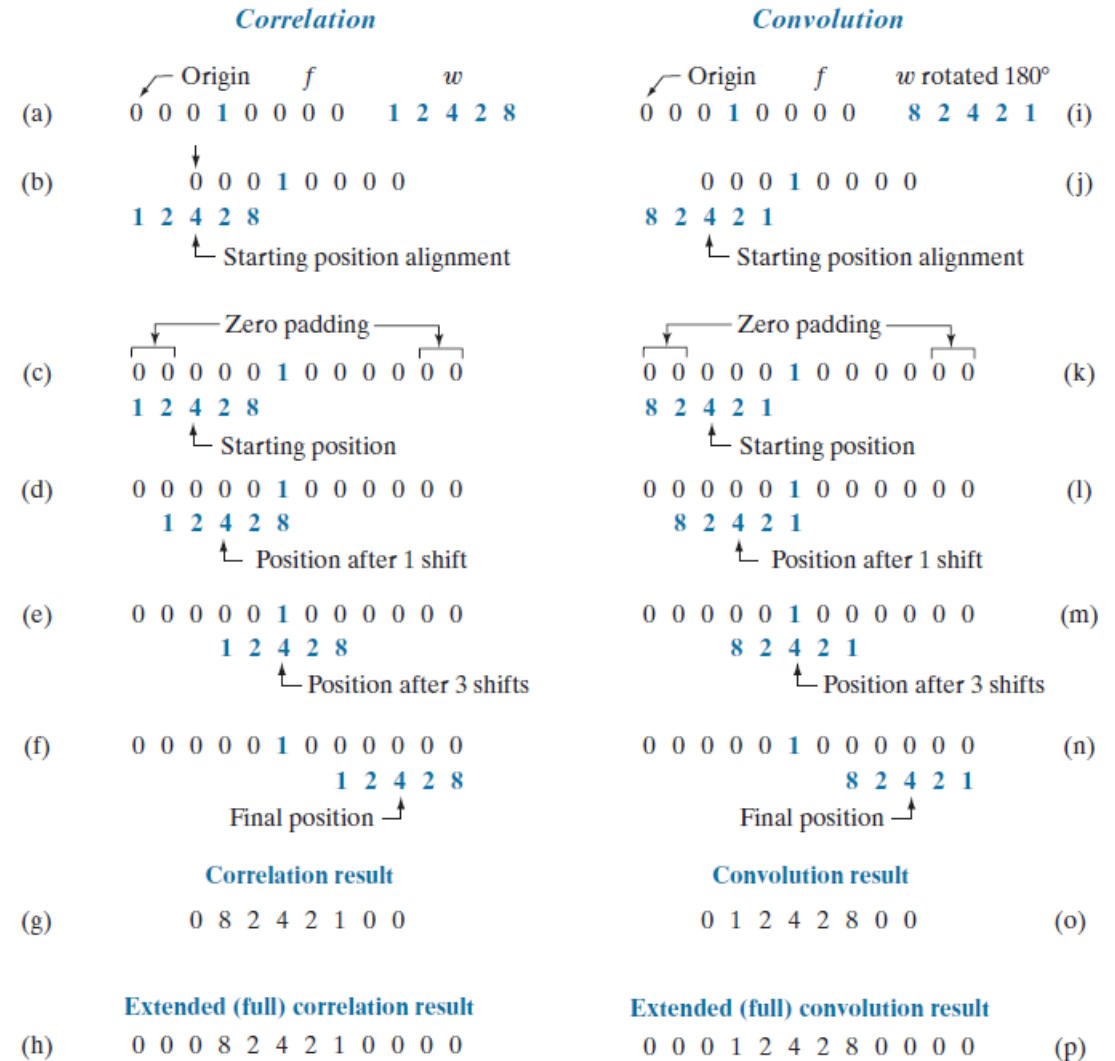 Correlation
Origin f w
(a) 0 0 0 1 0 0 0 0 1 2 4 2 8
(b) 0 0 0 1 0 0 0 0
1 2 4 2 8
Starting position alignment
Zero padding
(c) 0 0 0 0 0 1 0 0 0 0 0 0
1 2 4 2 8
Starting position
(d) 0 0 0 0 0 1 0 0 0 0 0 0
1 2 4 2 8
Position after 1 shift
(e) 0 0 0 0 0 1 0 0 0 0 0 0
1 2 4 2 8
Position after 3 shifts
(f) 0 0 0 0 0 1 0 0 0 0 0 0
1 2 4 2 8
Final position
Correlation result
(g) 0 8 2 4 2 1 0 0
Extended (full) correlation result
(h) 0 0 0 8 2 4 2 1 0 0 0 0
Convolution
Origin f w rotated 180°
0 0 0 1 0 0 0 0 8 2 4 2 1 (i)
0 0 0 1 0 0 0 0 (j)
8 2 4 2 1
Starting position alignment
Zero padding
0 0 0 0 0 1 0 0 0 0 0 0 (k)
8 2 4 2 1
Starting position
0 0 0 0 0 1 0 0 0 0 0 0 (l)
8 2 4 2 1
Position after 1 shift
0 0 0 0 0 1 0 0 0 0 0 0 (m)
8 2 4 2 1
Position after 3 shifts
0 0 0 0 0 1 0 0 0 0 0 0 (n)
8 2 4 2 1
Final position
Convolution result
0 1 2 4 2 8 0 0 (o)
Extended (full) convolution result
0 0 0 1 2 4 2 8 0 0 0 0 (p)